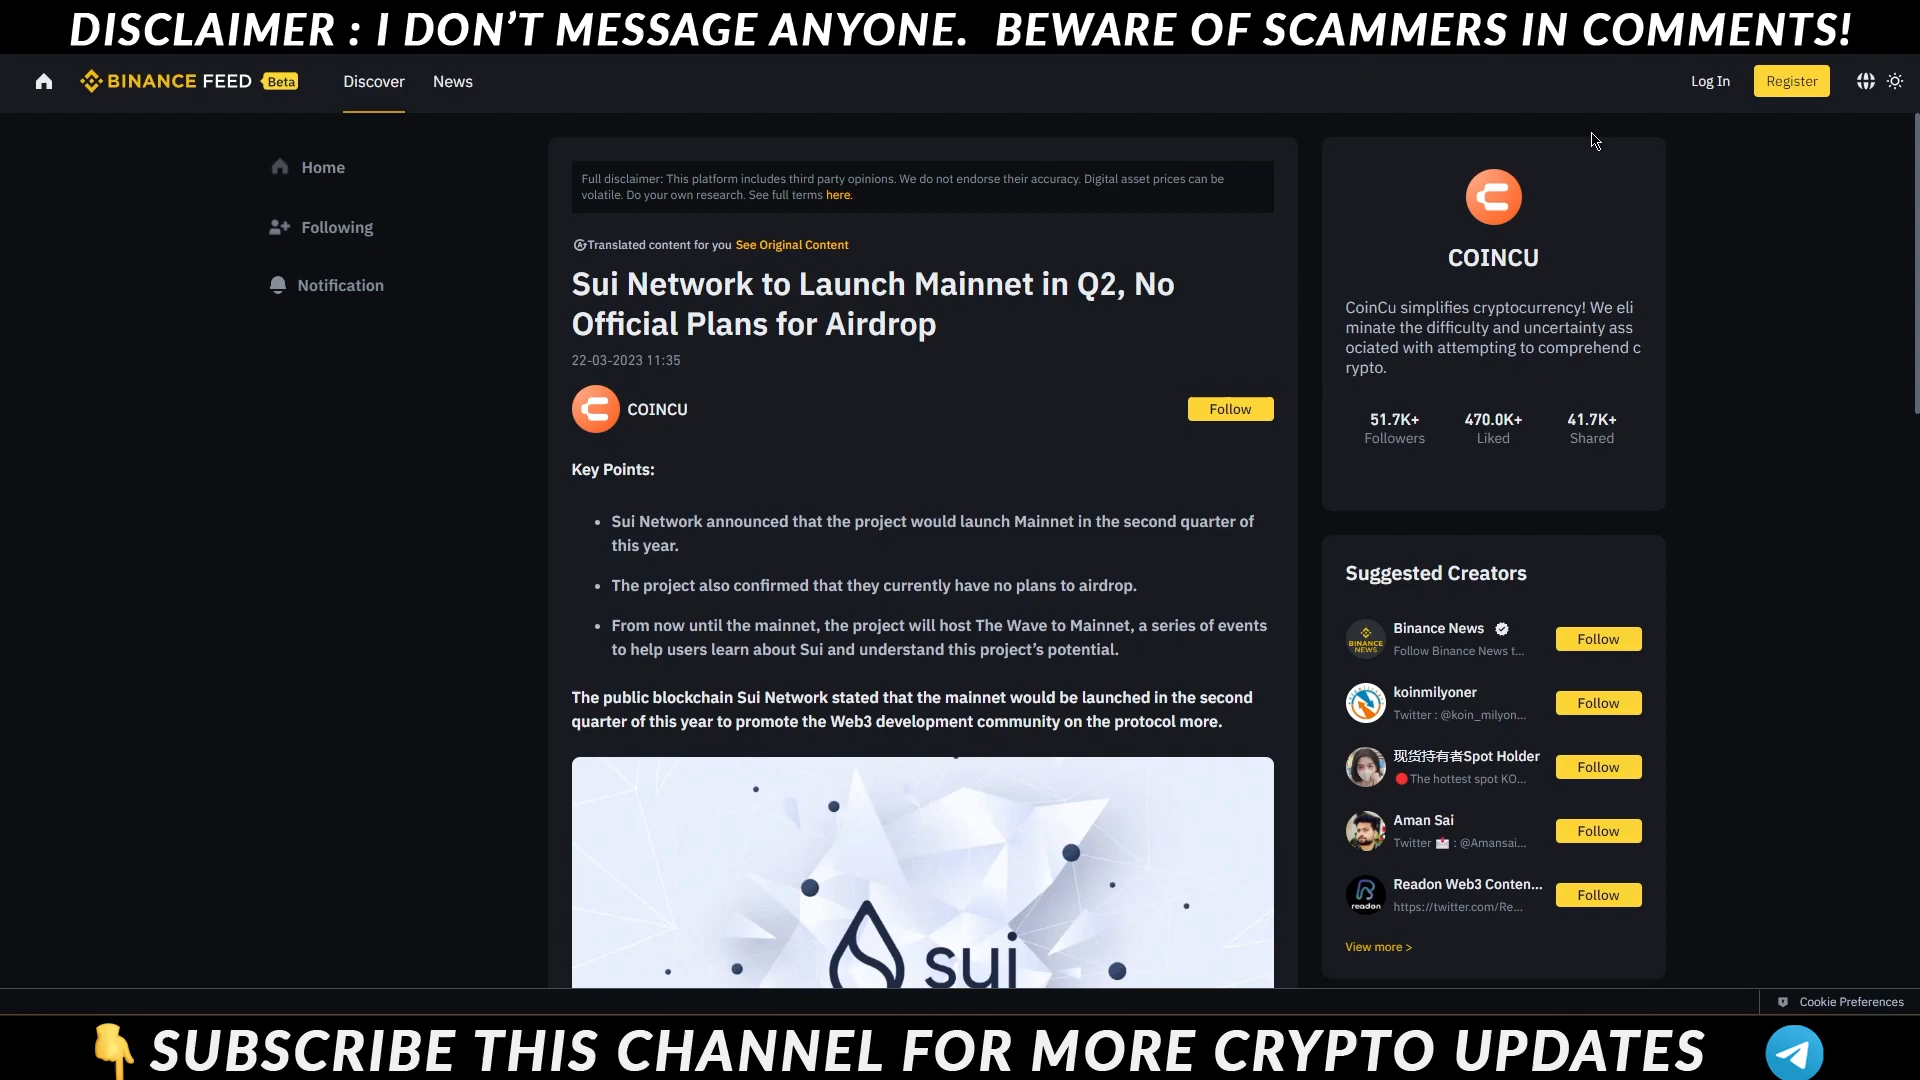 DISCLAIMER : I DON'T MESSAGE ANYONE. BEWARE OF SCAMMERS IN COMMENTS!
BINANCE FEED Beta
Discover
News
Log In
Register
Home
Following
Notification
Full disclaimer: This platform includes third party opinions. We do not endorse their accuracy. Digital asset prices can be
volatile. Do your own research. See full terms here.
Translated content for you See Original Content
Sui Network to Launch Mainnet in Q2, No
Official Plans for Airdrop
22-03-2023 11:35
COINCU
Follow
Key Points:
• Sui Network announced that the project would launch Mainnet in the second quarter of
this year.
• The project also confirmed that they currently have no plans to airdrop.
• From now until the mainnet, the project will host The Wave to Mainnet, a series of events
to help users learn about Sui and understand this project's potential.
The public blockchain Sui Network stated that the mainnet would be launched in the second
quarter of this year to promote the Web3 development community on the protocol more.
sui
COINCU
CoinCu simplifies cryptocurrency! We eli
minate the difficulty and uncertainty ass
ociated with attempting to comprehend c
rypto.
51.7K+ 470.0K+ 41.7K+
Followers Liked Shared
Suggested Creators
BINANCE
NEWS
Binance News
Follow Binance News t...
Follow
koinmilyoner
Twitter : @koin_milyon...
Follow
现货持有者Spot Holder
The hottest spot KO...
Follow
Aman Sai
Twitter 📩 : @Amansai...
Follow
readon
Readon Web3 Conten...
https://twitter.com/Re...
Follow
View more >
Cookie Preferences
SUBSCRIBE THIS CHANNEL FOR MORE CRYPTO UPDATES